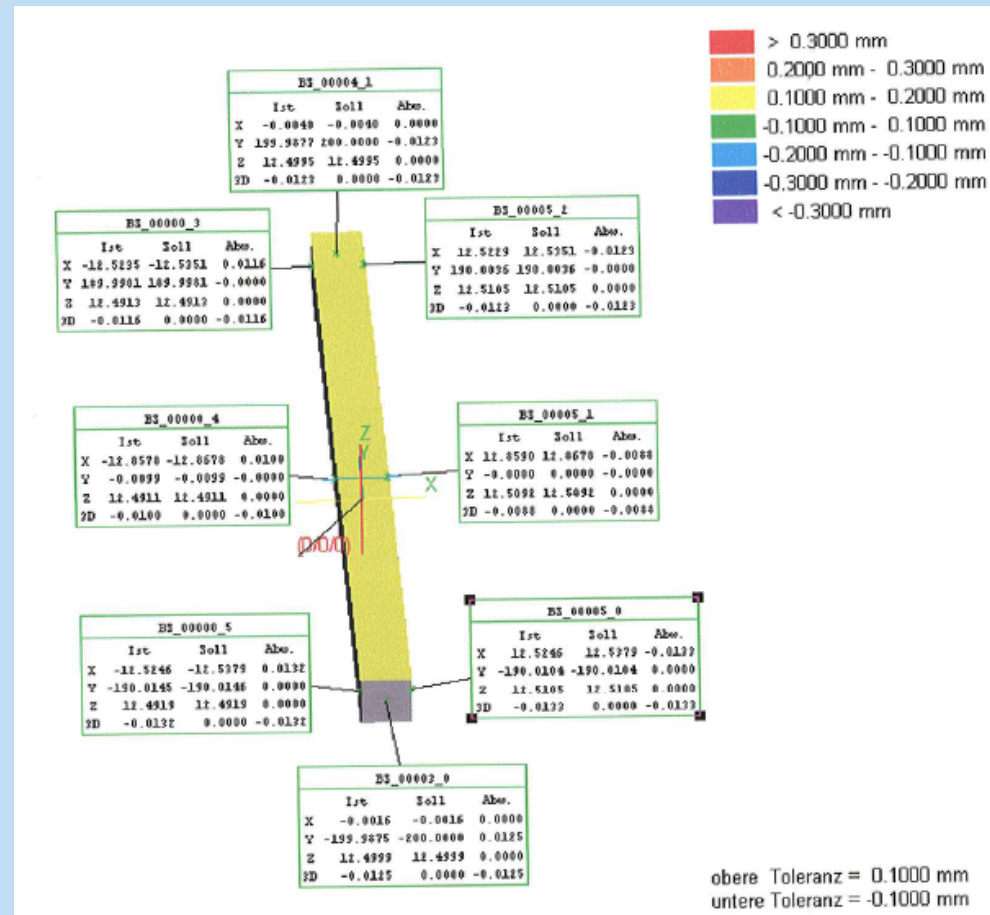 > 0.3000 mm
0.2000 mm - 0.3000 mm
0.1000 mm - 0.2000 mm
-0.1000 mm - 0.1000 mm
-0.2000 mm - -0.1000 mm
-0.3000 mm - -0.2000 mm
< -0.3000 mm
BS_00004_1
Ist Soll Abw.
X -0.0040 -0.0040 0.0000
Y 199.9877 200.0000 -0.0123
Z 12.4995 12.4995 0.0000
3D -0.0123 0.0000 -0.0123
BS_00000_3
Ist Soll Abw.
X -12.5235 -12.5351 0.0116
Y 189.9981 189.9981 -0.0000
Z 12.4913 12.4913 0.0000
3D -0.0116 0.0000 -0.0116
BS_00005_2
Ist Soll Abw.
X 12.5229 12.5351 -0.0123
Y 190.0036 190.0036 -0.0000
Z 12.5105 12.5105 0.0000
3D -0.0123 0.0000 -0.0123
BS_00000_4
Ist Soll Abw.
X -12.8578 -12.8678 0.0100
Y -0.0099 -0.0099 -0.0000
Z 12.4911 12.4911 0.0000
3D -0.0100 0.0000 -0.0100
BS_00005_1
Ist Soll Abw.
X 12.8590 12.8678 -0.0088
Y -0.0000 0.0000 -0.0000
Z 12.5092 12.5092 0.0000
3D -0.0088 0.0000 -0.0088
Z
Y
X
(0/0/0)
BS_00000_5
Ist Soll Abw.
X -12.5246 -12.5379 0.0132
Y -190.0145 -190.0146 0.0000
Z 12.4919 12.4919 0.0000
3D -0.0132 0.0000 -0.0132
BS_00005_0
Ist Soll Abw.
X 12.5246 12.5379 -0.0133
Y -190.0104 -190.0104 0.0000
Z 12.5105 12.5105 0.0000
3D -0.0133 0.0000 -0.0133
BS_00003_0
Ist Soll Abw.
X -0.0016 -0.0016 0.0000
Y -199.9875 -200.0000 0.0125
Z 12.4999 12.4999 0.0000
3D -0.0125 0.0000 -0.0125
obere Toleranz = 0.1000 mm
untere Toleranz = -0.1000 mm